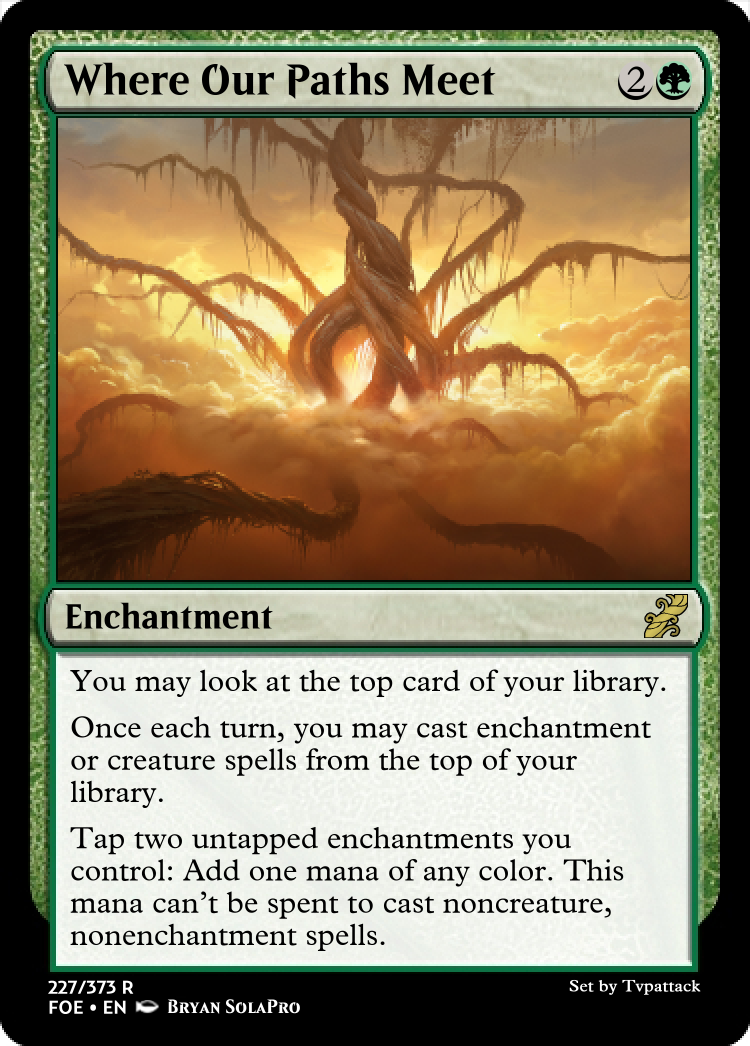 Where Our Paths Meet 2
Enchantment
You may look at the top card of your library.
Once each turn, you may cast enchantment
or creature spells from the top of your
library.
Tap two untapped enchantments you
control: Add one mana of any color. This
mana can't be spent to cast noncreature,
nonenchantment spells.
227/373 R
Set by Tvpattack
FOE • EN BRYAN SOLAPRO